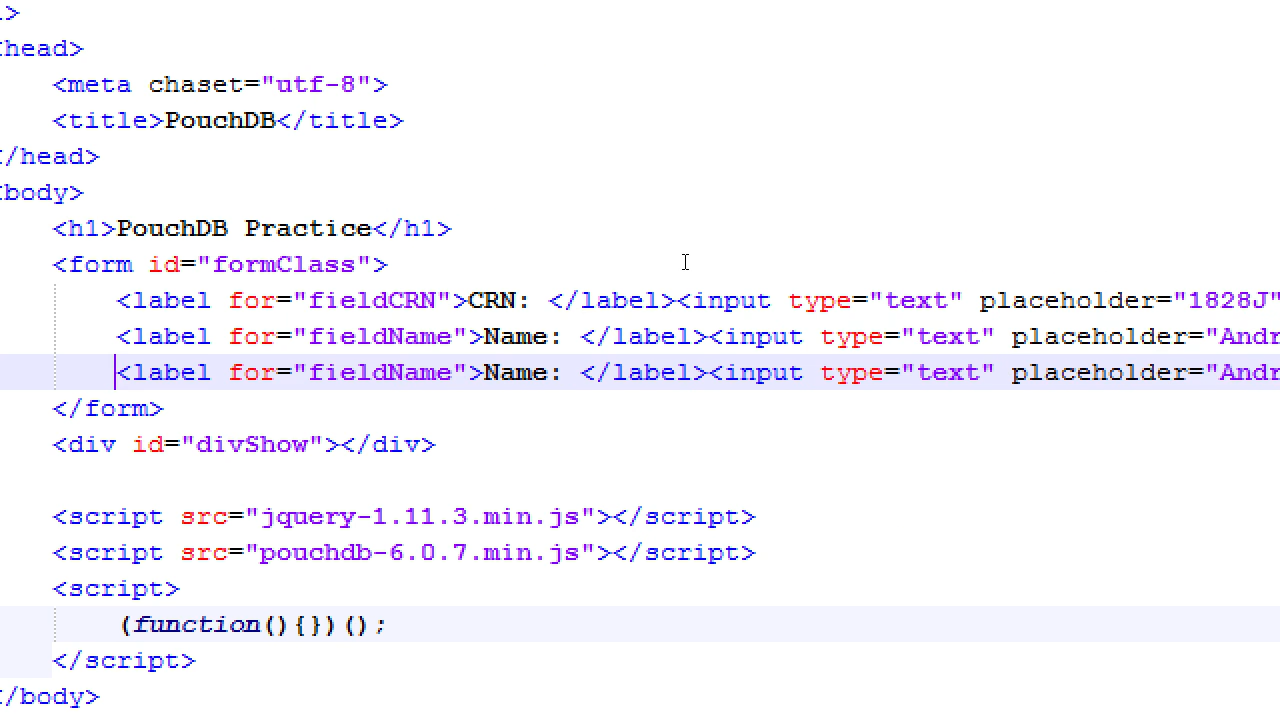 >
head>
<meta chaset="utf-8">
<title>PouchDB</title>
/head>
body>
<h1>PouchDB Practice</h1>
<form id="formClass">
<label for="fieldCRN">CRN: </label><input type="text" placeholder="1828J"
<label for="fieldName">Name: </label><input type="text" placeholder="Andr
<label for="fieldName">Name: </label><input type="text" placeholder="Andr
</form>
<div id="divShow"></div>
<script src="jquery-1.11.3.min.js"></script>
<script src="pouchdb-6.0.7.min.js"></script>
<script>
(function(){})();
</script>
/body>